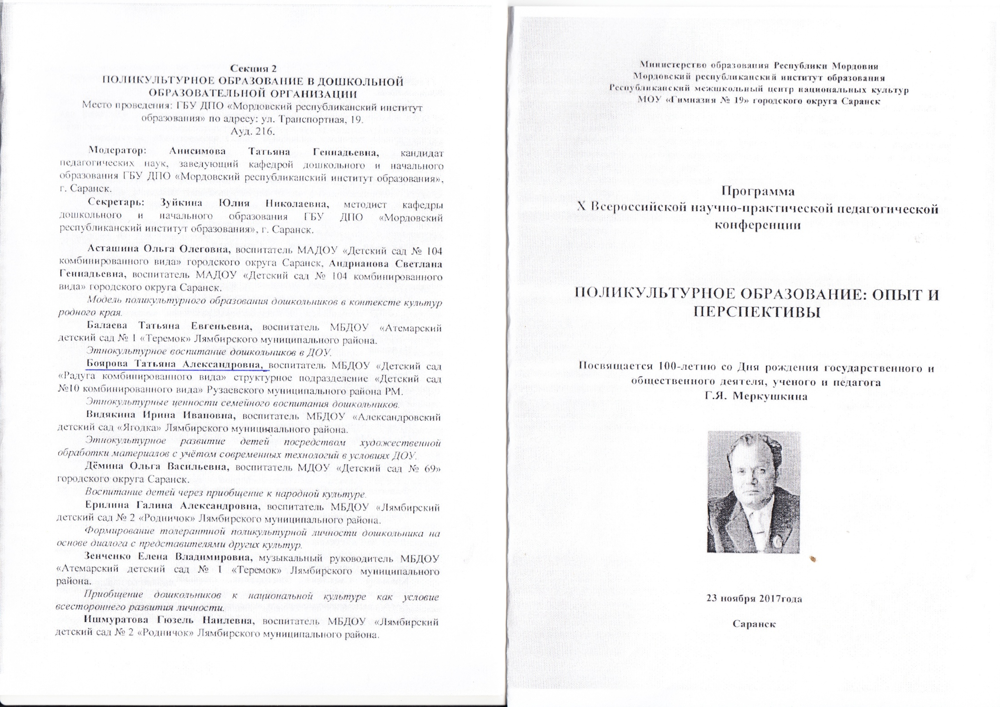 Секция 2
ПОЛИКУЛЬТУРНОЕ ОБРАЗОВАНИЕ В ДОШКОЛЬНОЙ
ОБРАЗОВАТЕЛЬНОЙ ОРГАНИЗАЦИИ
Место проведения: ГБУ ДПО «Мордовский республиканский институт
образования» по адресу: ул. Транспортная, 19.
Ауд. 216.
Модератор: Анисимова Татьяна Геннадьевна, кандидат
педагогических наук, заведующий кафедрой дошкольного и начального
образования ГБУ ДПО «Мордовский республиканский институт образования»,
г. Саранск.
Секретарь: Зуйкина Юлия Николаевна, методист кафедры
дошкольного и начального образования ГБУ ДПО «Мордовский
республиканский институт образования», г. Саранск.
Асташина Ольга Олеговна, воспитатель МАДОУ «Детский сад № 104
комбинированного вида» городского округа Саранск, Андрианова Светлана
Геннадьевна, воспитатель МАДОУ «Детский сад № 104 комбинированного
вида» городского округа Саранск.
Модель поликультурного образования дошкольников в контексте культур
родного края.
Балаева Татьяна Евгеньевна, воспитатель МБДОУ «Атемарский
детский сад № 1 «Теремок» Лямбирского муниципального района.
Этнокультурное воспитание дошкольников в ДОУ.
Боярова Татьяна Александровна, воспитатель МБДОУ «Детский сад
«Радуга комбинированного вида» структурное подразделение «Детский сад
№10 комбинированного вида» Рузаевского муниципального района РМ.
Этнокультурные ценности семейного воспитания дошкольников.
Видякина Ирина Ивановна, воспитатель МБДОУ «Александровский
детский сад «Ягодка» Лямбирского муниципального района.
Этнокультурное развитие детей посредством художественной
обработки материалов с учётом современных технологий в условиях ДОУ.
Дёмина Ольга Васильевна, воспитатель МДОУ «Детский сад № 69»
городского округа Саранск.
Воспитание детей через приобщение к народной культуре.
Ерилина Галина Александровна, воспитатель МБДОУ «Лямбирский
детский сад № 2 «Родничок» Лямбирского муниципального района.
Формирование толерантной поликультурной личности дошкольника на
основе диалога с представителями других культур.
Зенченко Елена Владимировна, музыкальный руководитель МБДОУ
«Атемарский детский сад № 1 «Теремок» Лямбирского муниципального
района.
Приобщение дошкольников к национальной культуре как условие
всестороннего развития личности.
Ишмуратова Гюзель Наилевна, воспитатель МБДОУ «Лямбирский
детский сад № 2 «Родничок» Лямбирского муниципального района.
Министерство образования Республики Мордовия
Мордовский республиканский институт образования
Республиканский межшкольный центр национальных культур
МОУ «Гимназия № 19» городского округа Саранск
Программа
X Всероссийской научно-практической педагогической
конференции
ПОЛИКУЛЬТУРНОЕ ОБРАЗОВАНИЕ: ОПЫТ И
ПЕРСПЕКТИВЫ
Посвящается 100-летию со Дня рождения государственного и
общественного деятеля, ученого и педагога
Г.Я. Меркушкина
23 ноября 2017года
Саранск